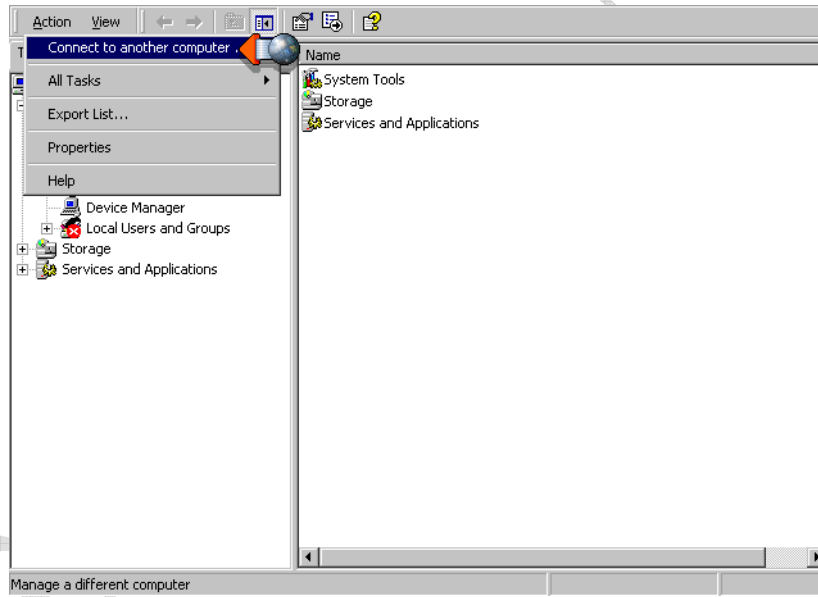 Action View
T
Name
Connect to another computer .
All Tasks
Export List...
Properties
Help
System Tools
Storage
Services and Applications
Device Manager
Local Users and Groups
Storage
Services and Applications
Manage a different computer